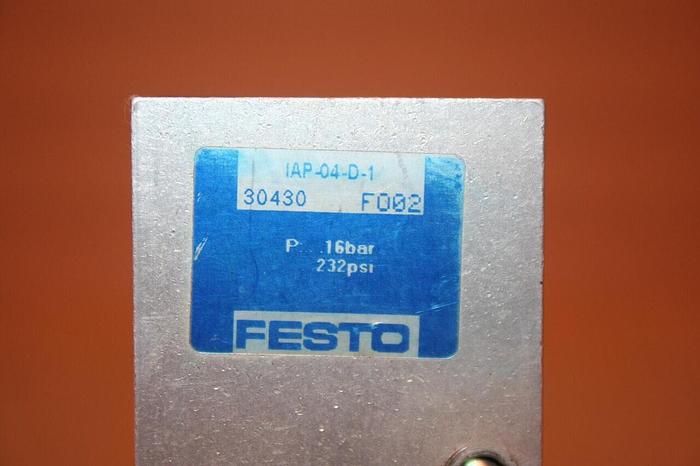 IAP-04-D-1
30430 F002
P...16bar
232psi
FESTO